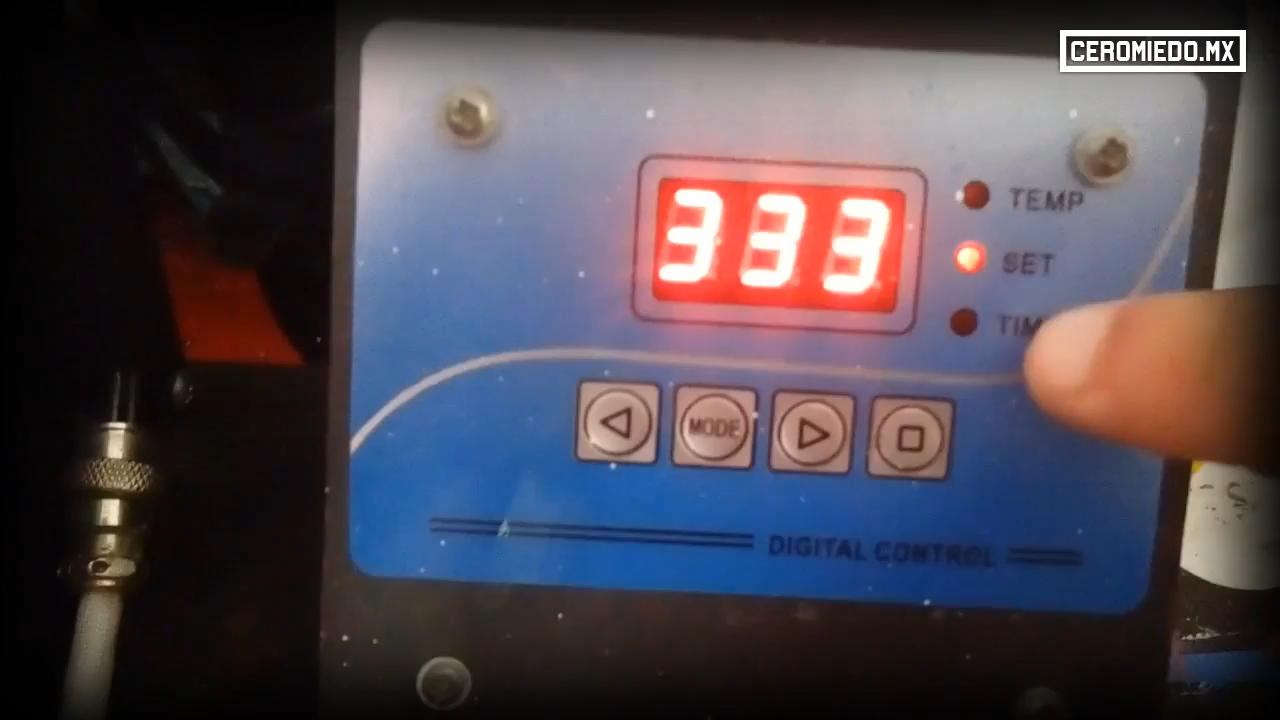 CEROMIEDO.MX
333
TEMP
SET
MODE
DIGITAL CONTROL